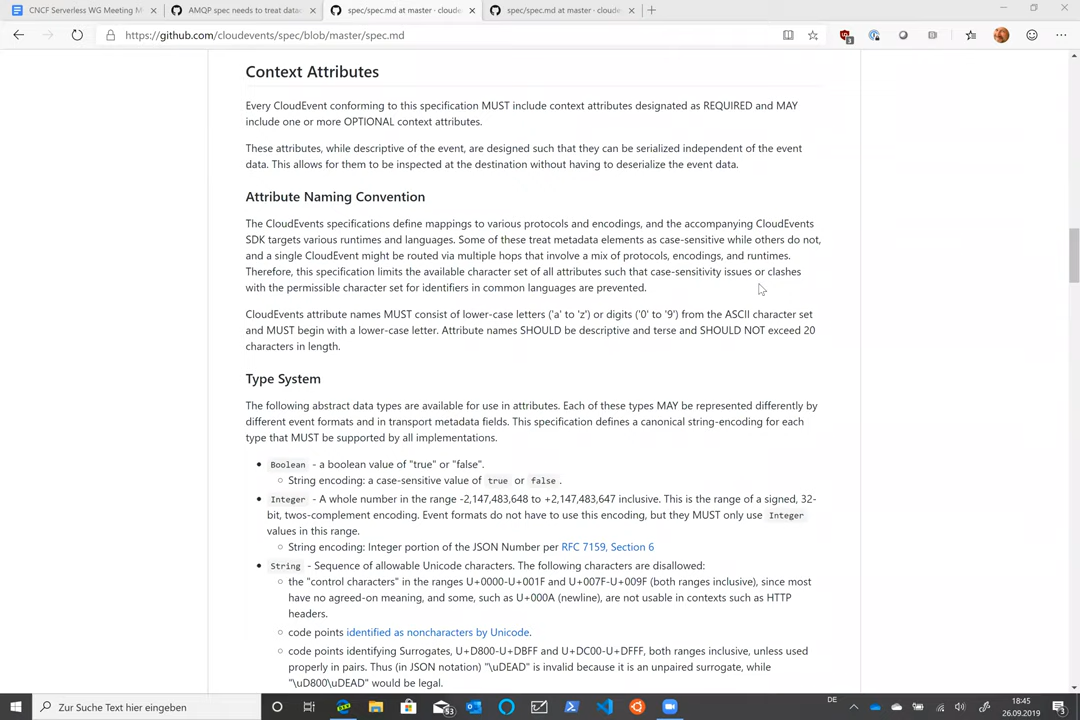 CNCF Serverless WG Meeting M
AMQP spec needs to treat datac
spec/spec.md at master · cloude
spec/spec.md at master · cloude
https://github.com/cloudevents/spec/blob/master/spec.md
Context Attributes
Every CloudEvent conforming to this specification MUST include context attributes designated as REQUIRED and MAY
include one or more OPTIONAL context attributes.
These attributes, while descriptive of the event, are designed such that they can be serialized independent of the event
data. This allows for them to be inspected at the destination without having to deserialize the event data.
Attribute Naming Convention
The CloudEvents specifications define mappings to various protocols and encodings, and the accompanying CloudEvents
SDK targets various runtimes and languages. Some of these treat metadata elements as case-sensitive while others do not,
and a single CloudEvent might be routed via multiple hops that involve a mix of protocols, encodings, and runtimes.
Therefore, this specification limits the available character set of all attributes such that case-sensitivity issues or clashes
with the permissible character set for identifiers in common languages are prevented.
CloudEvents attribute names MUST consist of lower-case letters ('a' to 'z') or digits ('0' to '9') from the ASCII character set
and MUST begin with a lower-case letter. Attribute names SHOULD be descriptive and terse and SHOULD NOT exceed 20
characters in length.
Type System
The following abstract data types are available for use in attributes. Each of these types MAY be represented differently by
different event formats and in transport metadata fields. This specification defines a canonical string-encoding for each
type that MUST be supported by all implementations.
• Boolean - a boolean value of "true" or "false".
○ String encoding: a case-sensitive value of true or false .
• Integer - A whole number in the range -2,147,483,648 to +2,147,483,647 inclusive. This is the range of a signed, 32-
bit, twos-complement encoding. Event formats do not have to use this encoding, but they MUST only use Integer
values in this range.
○ String encoding: Integer portion of the JSON Number per RFC 7159, Section 6
• String - Sequence of allowable Unicode characters. The following characters are disallowed:
○ the "control characters" in the ranges U+0000-U+001F and U+007F-U+009F (both ranges inclusive), since most
have no agreed-on meaning, and some, such as U+000A (newline), are not usable in contexts such as HTTP
headers.
○ code points identified as noncharacters by Unicode.
○ code points identifying Surrogates, U+D800-U+DBFF and U+DC00-U+DFFF, both ranges inclusive, unless used
properly in pairs. Thus (in JSON notation) "\uDEAD" is invalid because it is an unpaired surrogate, while
"\uD800\uDEAD" would be legal.
Zur Suche Text hier eingeben
53
DE
18:45
26.09.2019